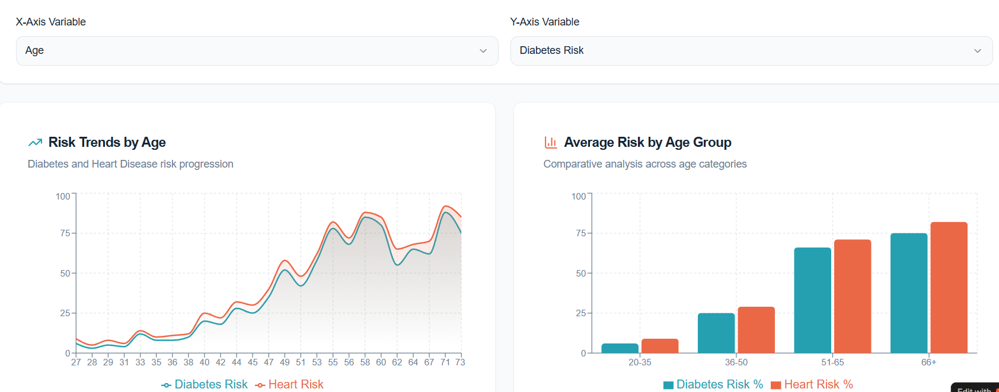 X-Axis Variable
Y-Axis Variable
Age
Diabetes Risk
Risk Trends by Age
Diabetes and Heart Disease risk progression
100
75
50
25
0
27 28 29 31 33 35 36 38 40 42 44 45 47 49 51 53 55 56 58 60 62 64 67 71 73
Diabetes Risk Heart Risk
Average Risk by Age Group
Comparative analysis across age categories
100
75
50
25
0
20-35 36-50 51-65 66+
Diabetes Risk % Heart Risk %
Edit with